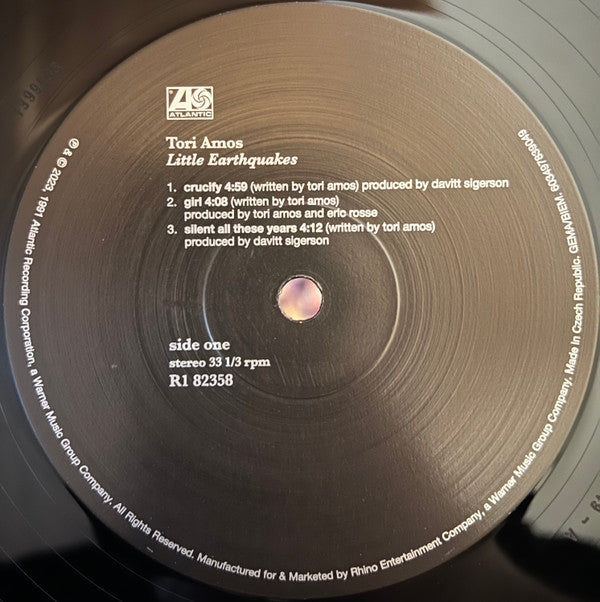 ATLANTIC
Tori Amos
Little Earthquakes
1. crucify 4:59 (written by tori amos) produced by davitt sigerson
2. girl 4:08 (written by tori amos)
produced by tori amos and eric rosse
3. silent all these years 4:12 (written by tori amos)
produced by davitt sigerson
side one
stereo 33 1/3 rpm
R1 82358
℗ & © 2023, 1991 Atlantic Recording Corporation, a Warner Music Group Company. All Rights Reserved. Manufactured for & Marketed by Rhino Entertainment Company, a Warner Music Group Company. Made in Czech Republic. GEMA/BIEM. 603497839049